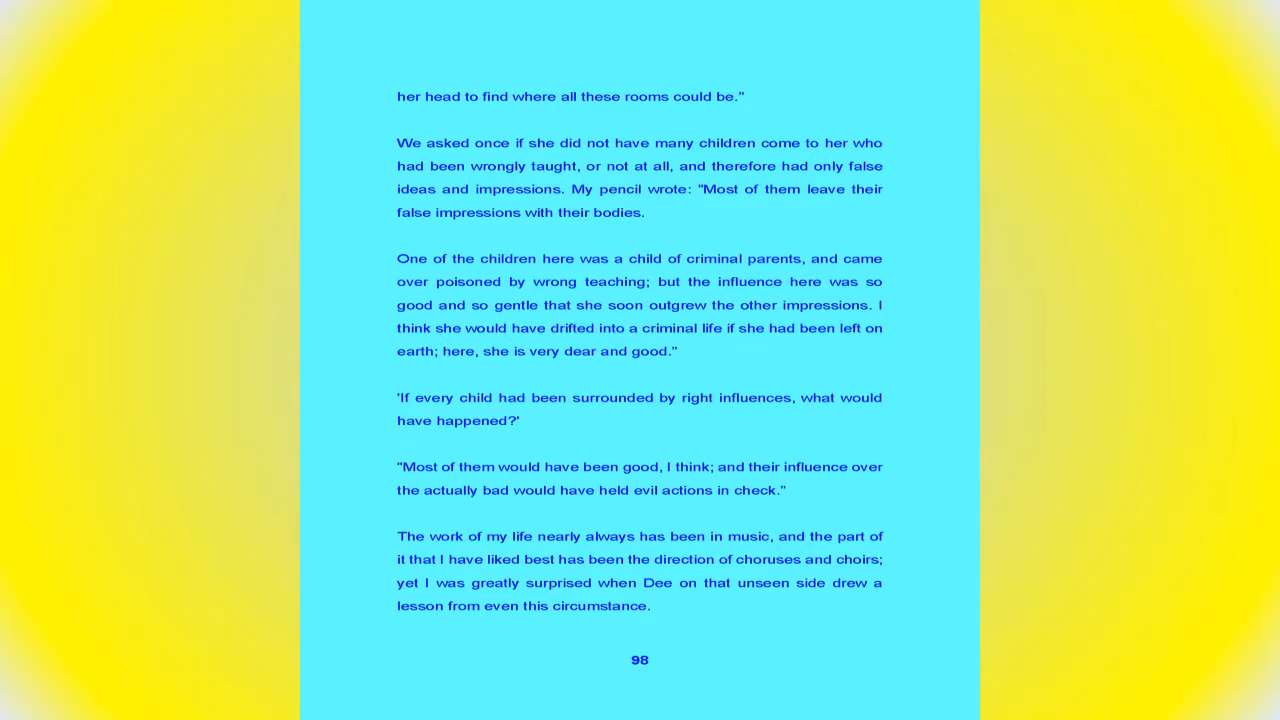 her head to find where all these rooms could be."
We asked once if she did not have many children come to her who
had been wrongly taught, or not at all, and therefore had only false
ideas and impressions. My pencil wrote: "Most of them leave their
false impressions with their bodies.
One of the children here was a child of criminal parents, and came
over poisoned by wrong teaching; but the influence here was so
good and so gentle that she soon outgrew the other impressions. I
think she would have drifted into a criminal life if she had been left on
earth; here, she is very dear and good."
'If every child had been surrounded by right influences, what would
have happened?'
"Most of them would have been good, I think; and their influence over
the actually bad would have held evil actions in check."
The work of my life nearly always has been in music, and the part of
it that I have liked best has been the direction of choruses and choirs;
yet I was greatly surprised when Dee on that unseen side drew a
lesson from even this circumstance.
98